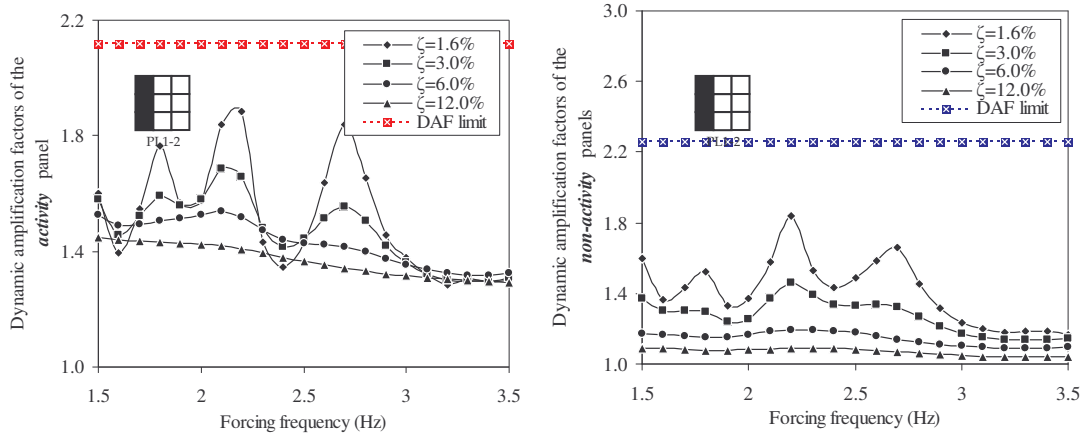 Dynamic amplification factors of the
activity panel
2.2
1.8
1.4
1.0
1.5
2
2.5
3
3.5
Forcing frequency (Hz)
ζ=1.6%
ζ=3.0%
ζ=6.0%
ζ=12.0%
DAF limit
PL1-2
Dynamic amplification factors of the
non-activity panels
3.0
2.6
2.2
1.8
1.4
1.0
1.5
2
2.5
3
3.5
Forcing frequency (Hz)
ζ=1.6%
ζ=3.0%
ζ=6.0%
ζ=12.0%
DAF limit